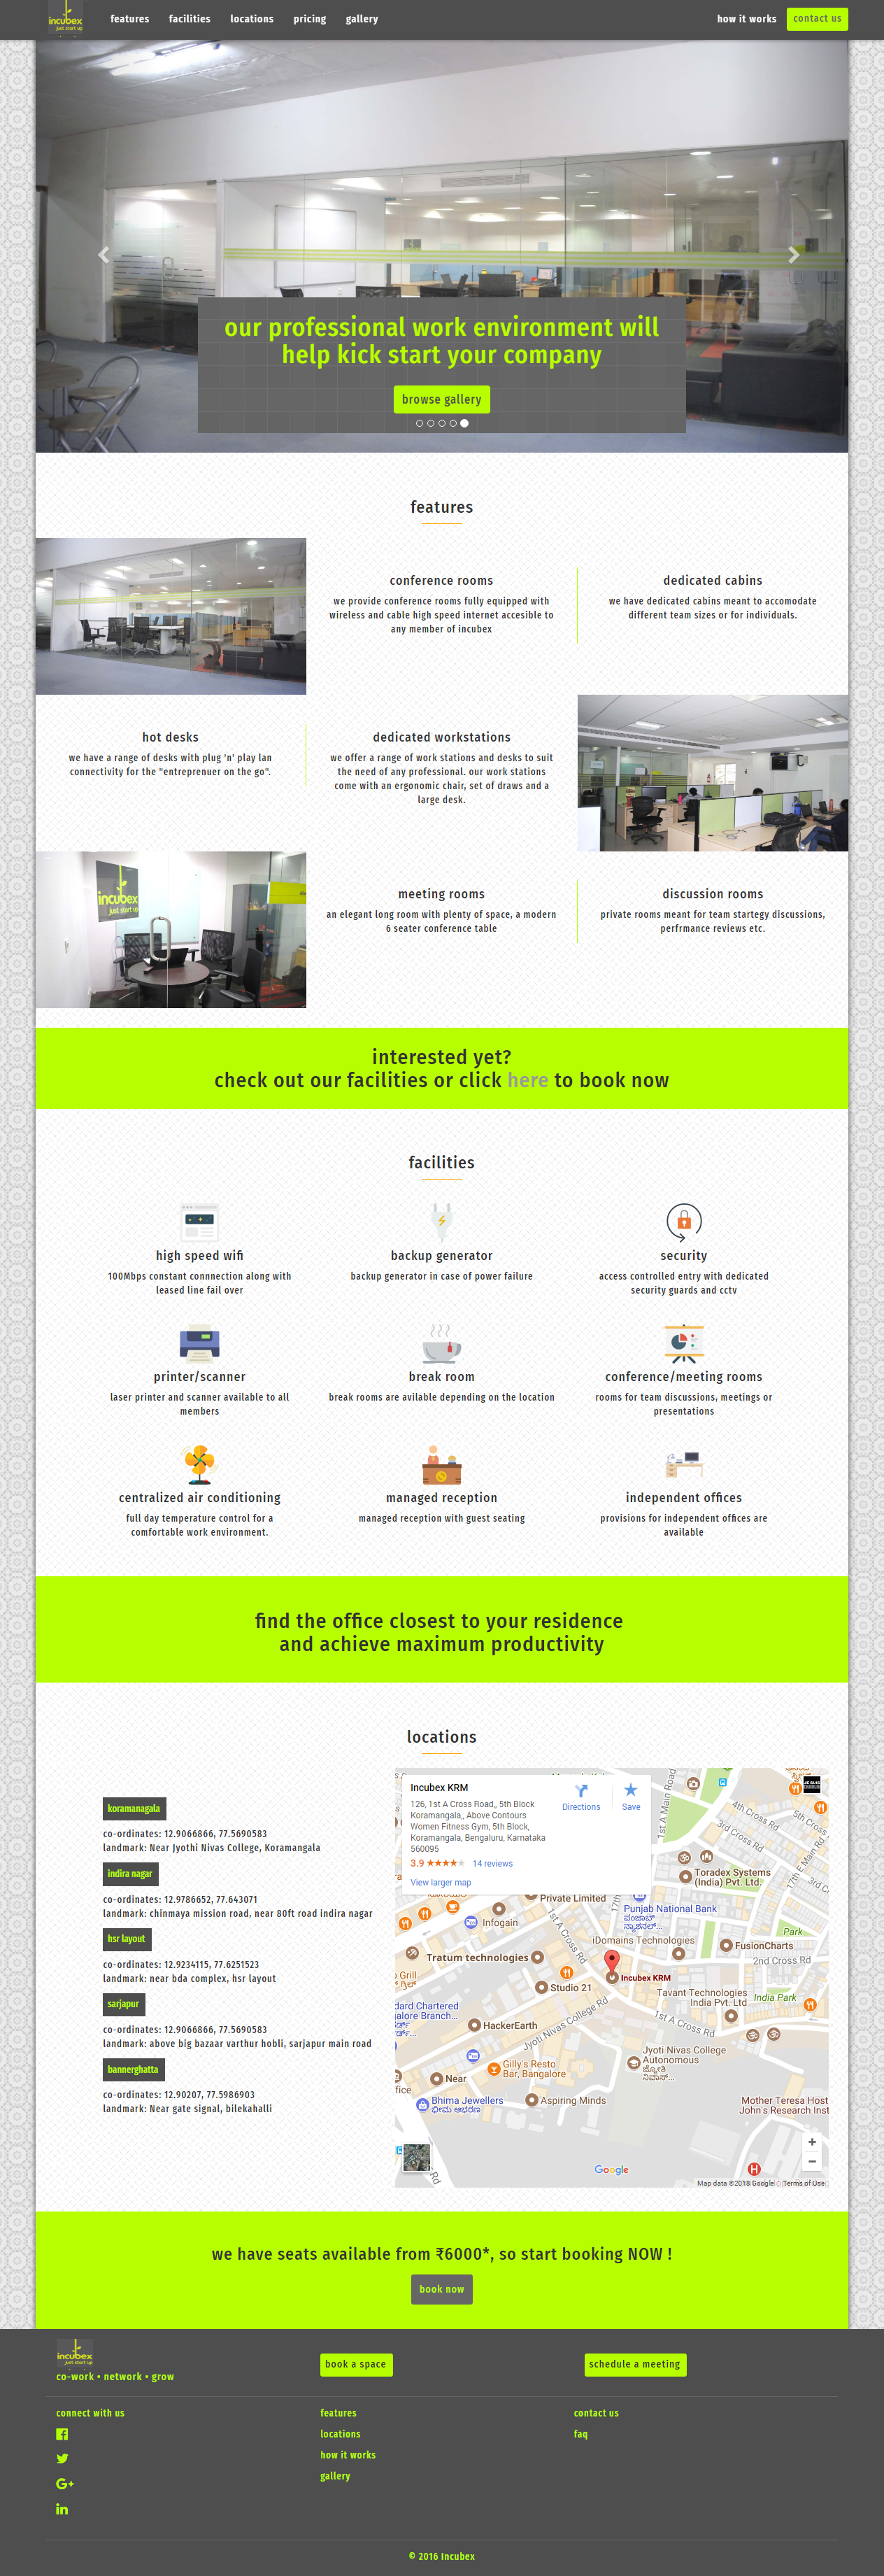 incubex
just start up
features
facilities
locations
pricing
gallery
how it works
contact us
our professional work environment will
help kick start your company
browse gallery
features
conference rooms
we provide conference rooms fully equipped with
wireless and cable high speed internet accesible to
any member of incubex
dedicated cabins
we have dedicated cabins meant to accomodate
different team sizes or for individuals.
hot desks
we have a range of desks with plug 'n' play lan
connectivity for the "entreprenuer on the go".
dedicated workstations
we offer a range of work stations and desks to suit
the need of any professional. our work stations
come with an ergonomic chair, set of draws and a
large desk.
incubex
just start up
meeting rooms
an elegant long room with plenty of space, a modern
6 seater conference table
discussion rooms
private rooms meant for team startegy discussions,
perfrmance reviews etc.
interested yet?
check out our facilities or click here to book now
facilities
high speed wifi
100Mbps constant connnection along with
leased line fail over
backup generator
backup generator in case of power failure
security
access controlled entry with dedicated
security guards and cctv
printer/scanner
laser printer and scanner available to all
members
break room
break rooms are avilable depending on the location
conference/meeting rooms
rooms for team discussions, meetings or
presentations
centralized air conditioning
full day temperature control for a
comfortable work environment.
managed reception
managed reception with guest seating
independent offices
provisions for independent offices are
available
find the office closest to your residence
and achieve maximum productivity
locations
koramanagala
co-ordinates: 12.9066866, 77.5690583
landmark: Near Jyothi Nivas College, Koramangala
indira nagar
co-ordinates: 12.9786652, 77.643071
landmark: chinmaya mission road, near 80ft road indira nagar
hsr layout
co-ordinates: 12.9234115, 77.6251523
landmark: near bda complex, hsr layout
sarjapur
co-ordinates: 12.9066866, 77.5690583
landmark: above big bazaar varthur hobli, sarjapur main road
bannerghatta
co-ordinates: 12.90207, 77.5986903
landmark: Near gate signal, bilekahalli
Incubex KRM
126, 1st A Cross Road,, 5th Block
Koramangala,, Above Contours
Women Fitness Gym, 5th Block,
Koramangala, Bengaluru, Karnataka
560095
3.9
14 reviews
View larger map
Directions
Save
1st A Main Road
4th Cross Rd
3rd Cross Rd
17th E Main Rd
Toradex Systems
(India) Pvt. Ltd.
Private Limited
17th
Punjab National Bank
ಪಂಜಾಬ್
ನ್ಯಾಶನಲ್...
Infogain
1st A Cross Rd
iDomains Technologies
Park
FusionCharts
2nd Cross Rd
Tratum technologies
Incubex KRM
Grill
Studio 21
Tavant Technologies
India Pvt. Ltd
India Park
dard Chartered
alore Branch...
HackerEarth
Jyoti Nivas College Rd
1st A Cross Rd
Jyoti Nivas College
Autonomous
ಜ್ಯೋತಿ
ನಿವಾಸ್...
Gilly's Resto
Bar, Bangalore
Near
ffice
Bhima Jewellers
ಭೀಮಾ ಆಭರಣ
Aspiring Minds
Mother Teresa Host
John's Research Inst
Rd
Google
Map data ©2018 Google
Terms of Use
we have seats available from ₹6000*, so start booking NOW !
book now
incubex
just start up
co-work • network • grow
book a space
schedule a meeting
connect with us
features
locations
how it works
gallery
contact us
faq
© 2016 Incubex